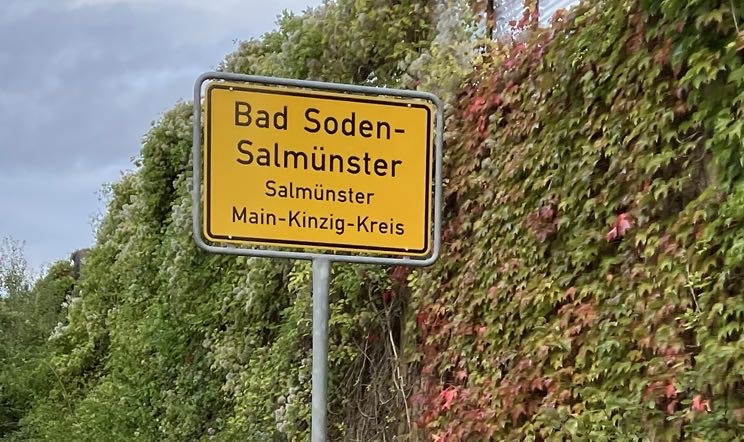 Bad Soden-
Salmünster
Salmünster
Main-Kinzig-Kreis